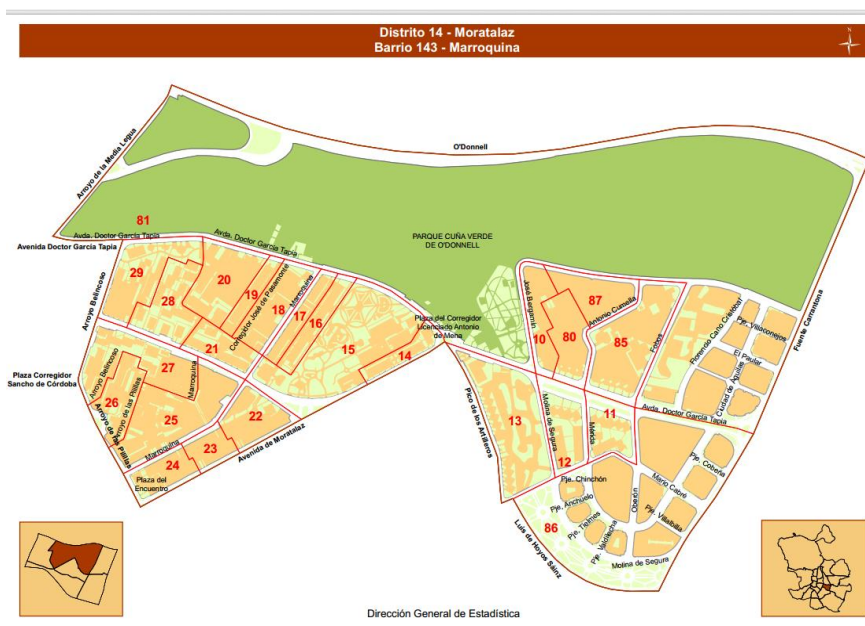 Distrito 14 - Moratalaz
Barrio 143 - Marroquina
N
O'Donnell
Arroyo de la Media Legua
81
Avda. Doctor García Tapia
Avenida Doctor García Tapia
Avda. Doctor García Tapia
PARQUE CUÑA VERDE
DE O'DONNELL
29
28
20
19
18
17
16
15
14
21
Corregidor José de Pasamonte
Marroquina
Arroyo Belincoso
Plaza del Corregidor
Licenciado Antonio
de Mena
José Bergamín
10
80
87
Antonio Cumella
85
Fobos
Florencio Cano Cristobal
Pje. Villaconejos
El Paular
Ciudad de Águilas
Fuente Carrantona
Plaza Corregidor
Sancho de Córdoba
Arroyo Belincoso
Arroyo de las Pilillas
Arroyo de las Pilillas
26
27
Marroquina
25
22
Marroquina
24
23
Avenida de Moratalaz
Plaza del
Encuentro
Pico de los Artilleros
13
Molina de Segura
12
Mérida
11
Avda. Doctor García Tapia
Pje. Chinchón
Pje. Anchuelo
Pje. Tielmes
Pje. Valdilecha
Oberón
Mario Cabré
Pje. Cobeña
Pje. Villalbilla
86
Luis de Hoyos Sáinz
Molina de Segura
Dirección General de Estadística